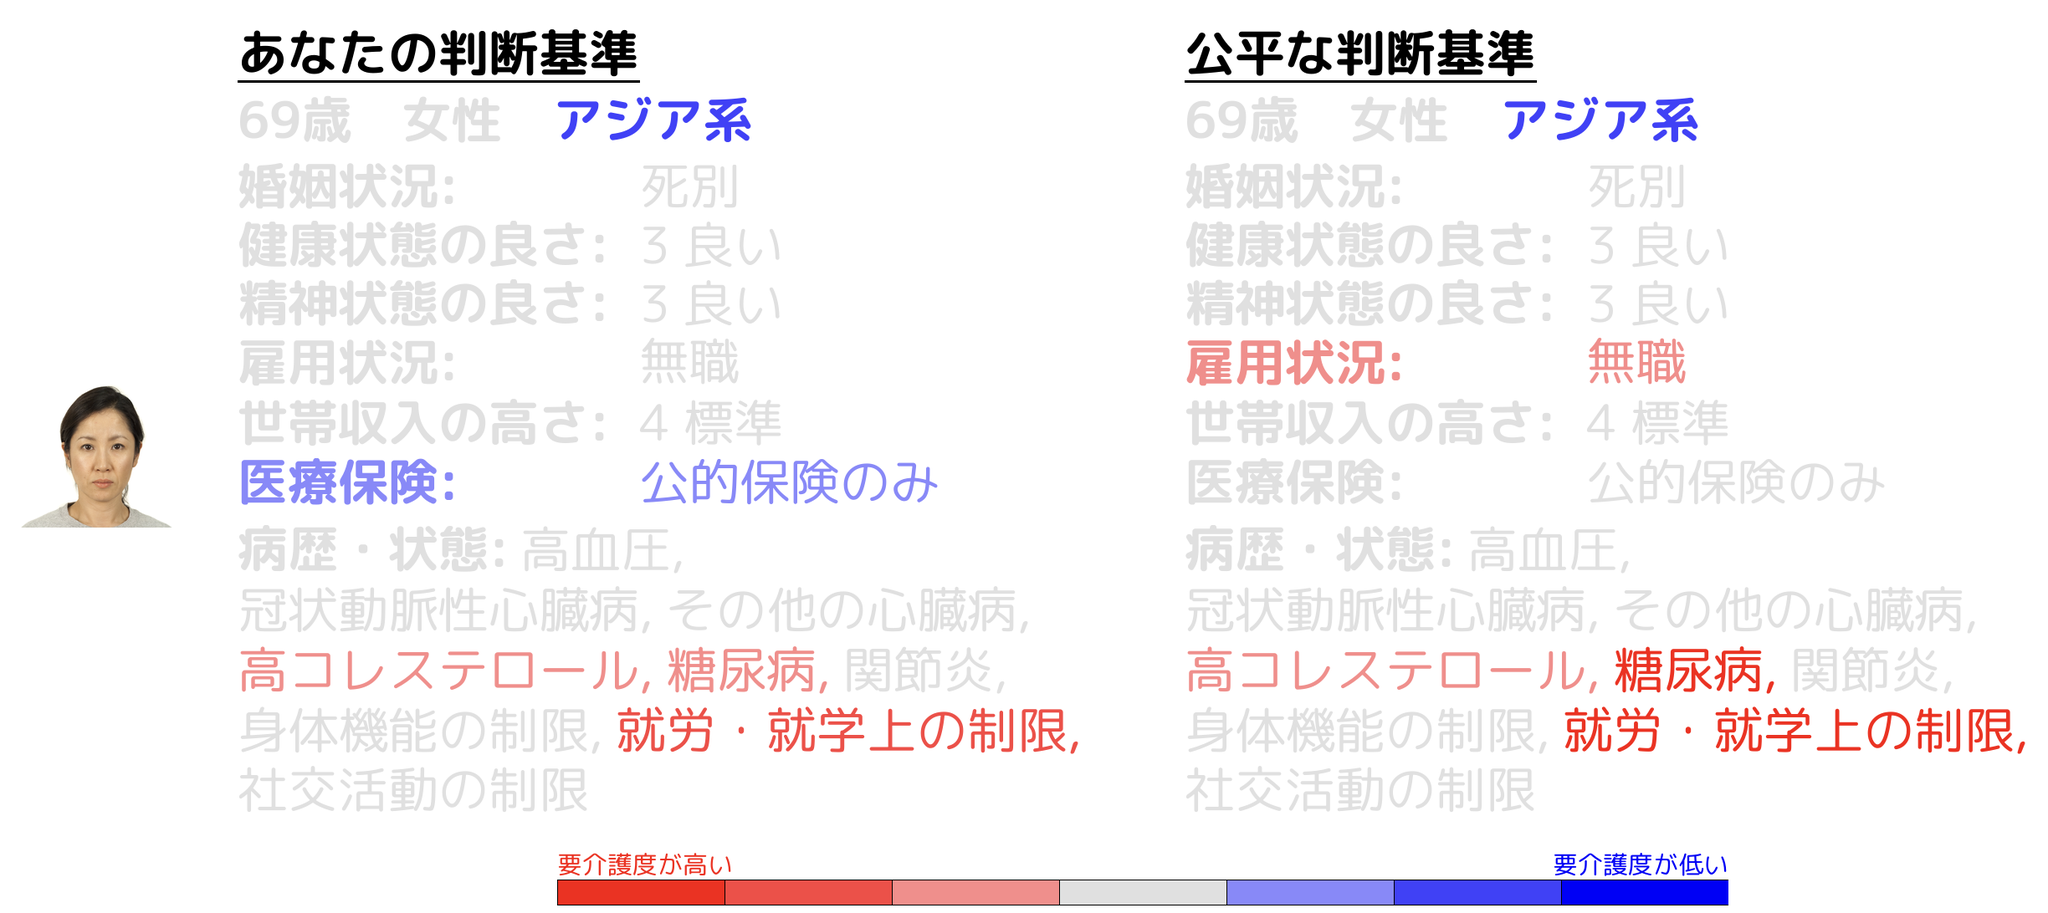 あなたの判断基準
69歳 女性 アジア系
婚姻状況: 死別
健康状態の良さ: 3 良い
精神状態の良さ: 3 良い
雇用状況: 無職
世帯収入の高さ: 4 標準
医療保険: 公的保険のみ
病歴・状態: 高血圧,
冠状動脈性心臓病, その他の心臓病,
高コレステロール, 糖尿病, 関節炎,
身体機能の制限, 就労・就学上の制限,
社交活動の制限
公平な判断基準
69歳 女性 アジア系
婚姻状況: 死別
健康状態の良さ: 3 良い
精神状態の良さ: 3 良い
雇用状況: 無職
世帯収入の高さ: 4 標準
医療保険: 公的保険のみ
病歴・状態: 高血圧,
冠状動脈性心臓病, その他の心臓病,
高コレステロール, 糖尿病, 関節炎,
身体機能の制限, 就労・就学上の制限,
社交活動の制限
要介護度が高い
要介護度が低い